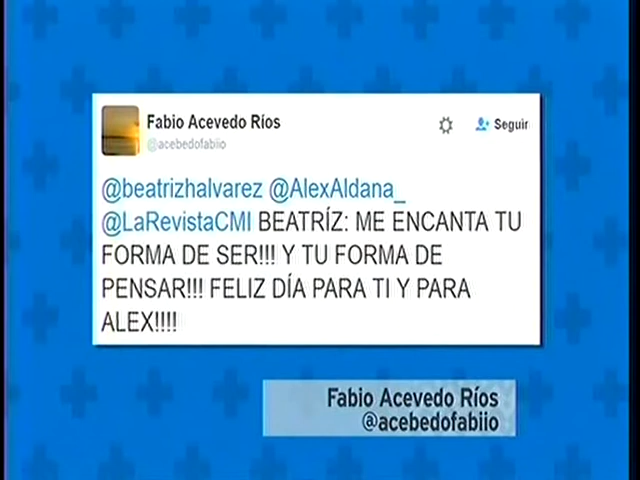 Fabio Acevedo Ríos
@acebedofabiio
Seguir
@beatrizhalvarez @AlexAldana_
@LaRevistaCMI BEATRÍZ: ME ENCANTA TU
FORMA DE SER!!! Y TU FORMA DE
PENSAR!!! FELIZ DÍA PARA TI Y PARA
ALEX!!!!
Fabio Acevedo Ríos
@acebedofabiio